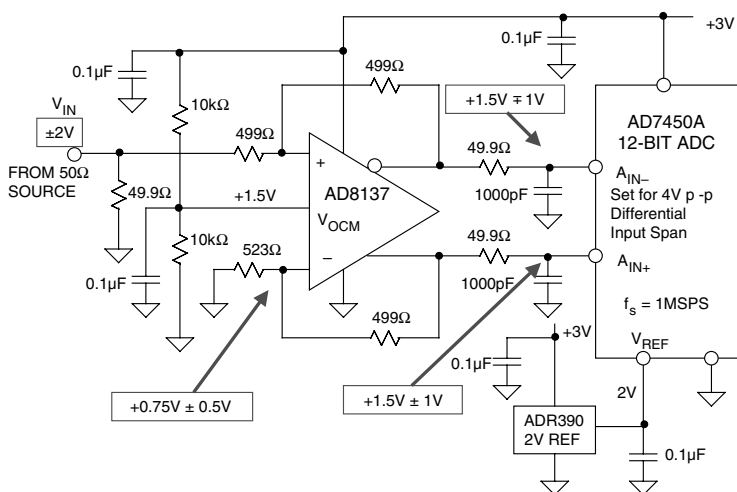 +3V
0.1µF
0.1µF
499Ω
+1.5V ∓ 1V
V_IN
±2V
10kΩ
499Ω
AD7450A
12-BIT ADC
FROM 50Ω
SOURCE
49.9Ω
+
AD8137
49.9Ω
A_IN–
Set for 4V p -p
Differential
Input Span
1000pF
+1.5V
V_OCM
49.9Ω
10kΩ
523Ω
–
A_IN+
0.1µF
1000pF
499Ω
f_s = 1MSPS
+3V
V_REF
0.1µF
+0.75V ± 0.5V
+1.5V ± 1V
2V
ADR390
2V REF
0.1µF